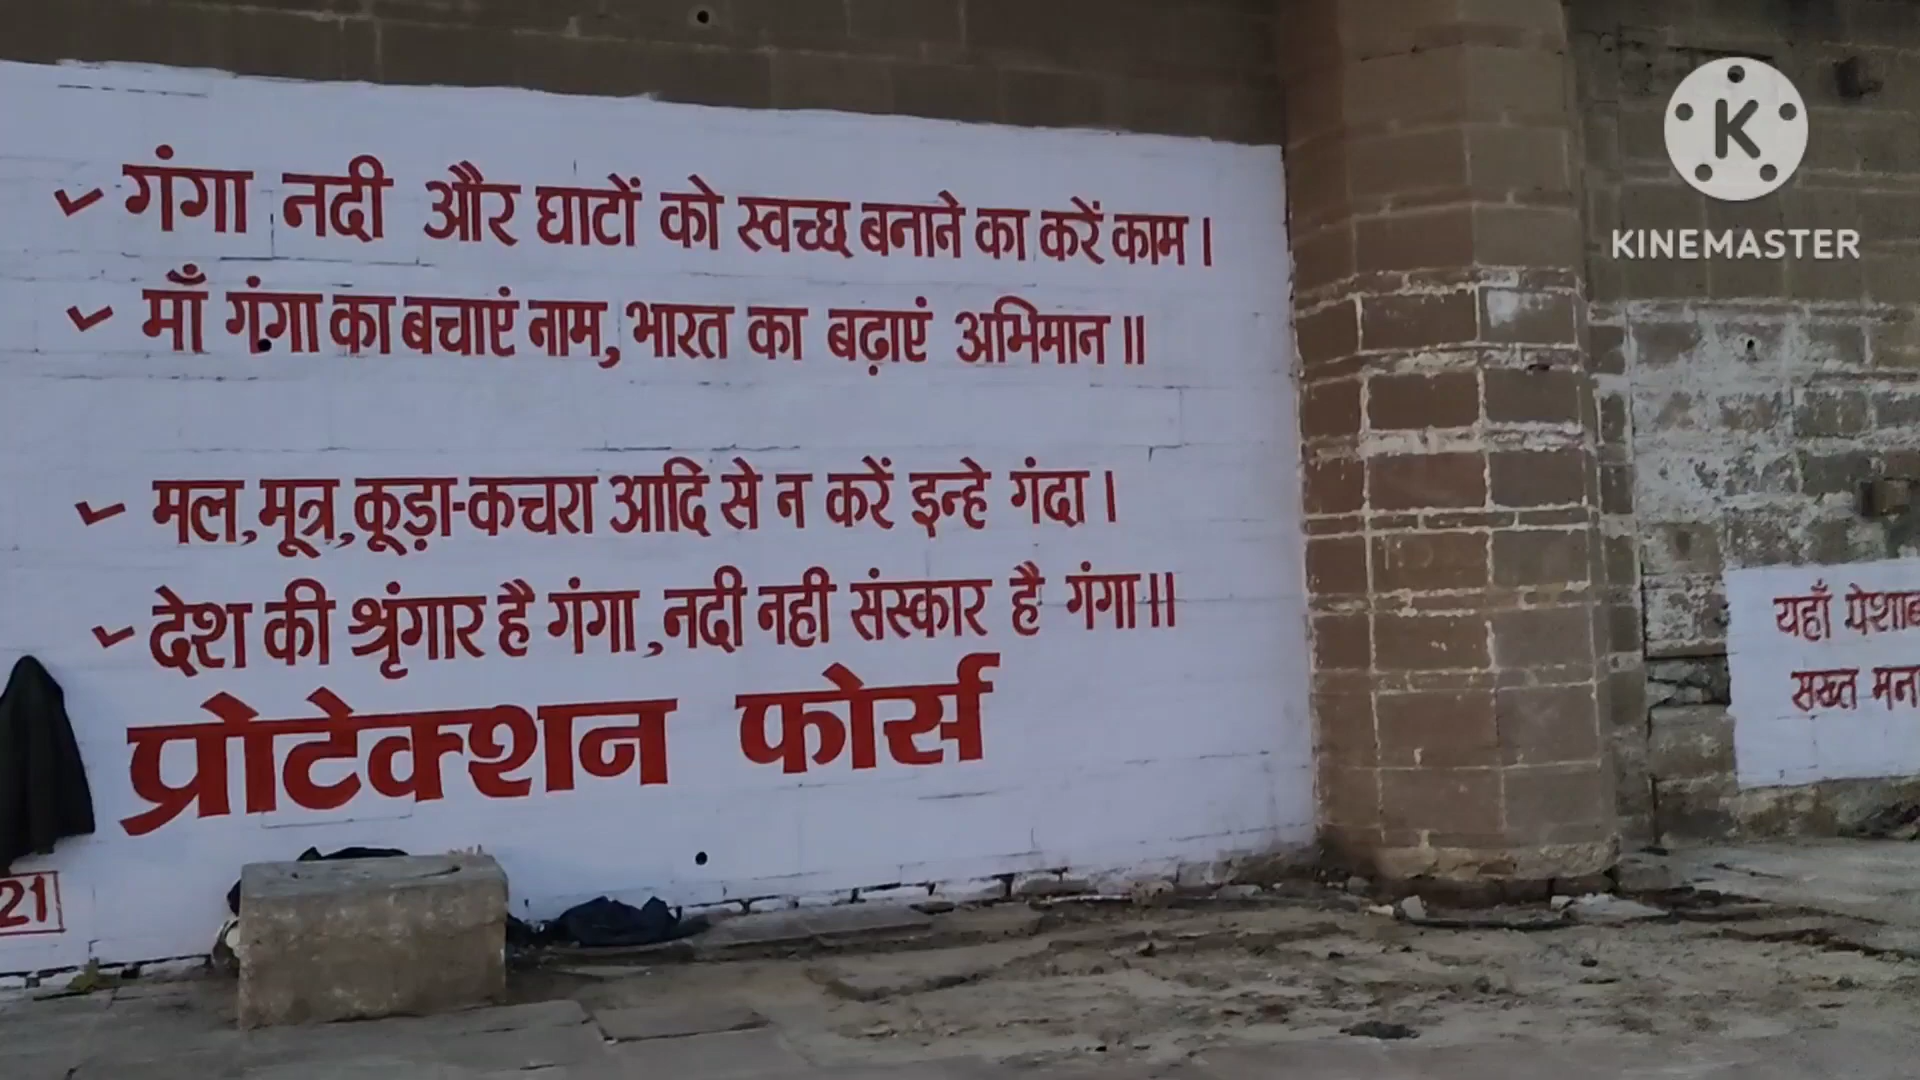 गंगा नदी और घाटों को स्वच्छ बनाने का करें काम ।
माँ गंगा का बचाएं नाम, भारत का बढ़ाएं अभिमान ॥
मल, मूत्र, कूड़ा-कचरा आदि से न करें इन्हे गंदा ।
देश की श्रृंगार है गंगा, नदी नही संस्कार है गंगा ॥
प्रोटेक्शन फोर्स
21
यहाँ पेशाब
सख्त मना
KINEMASTER